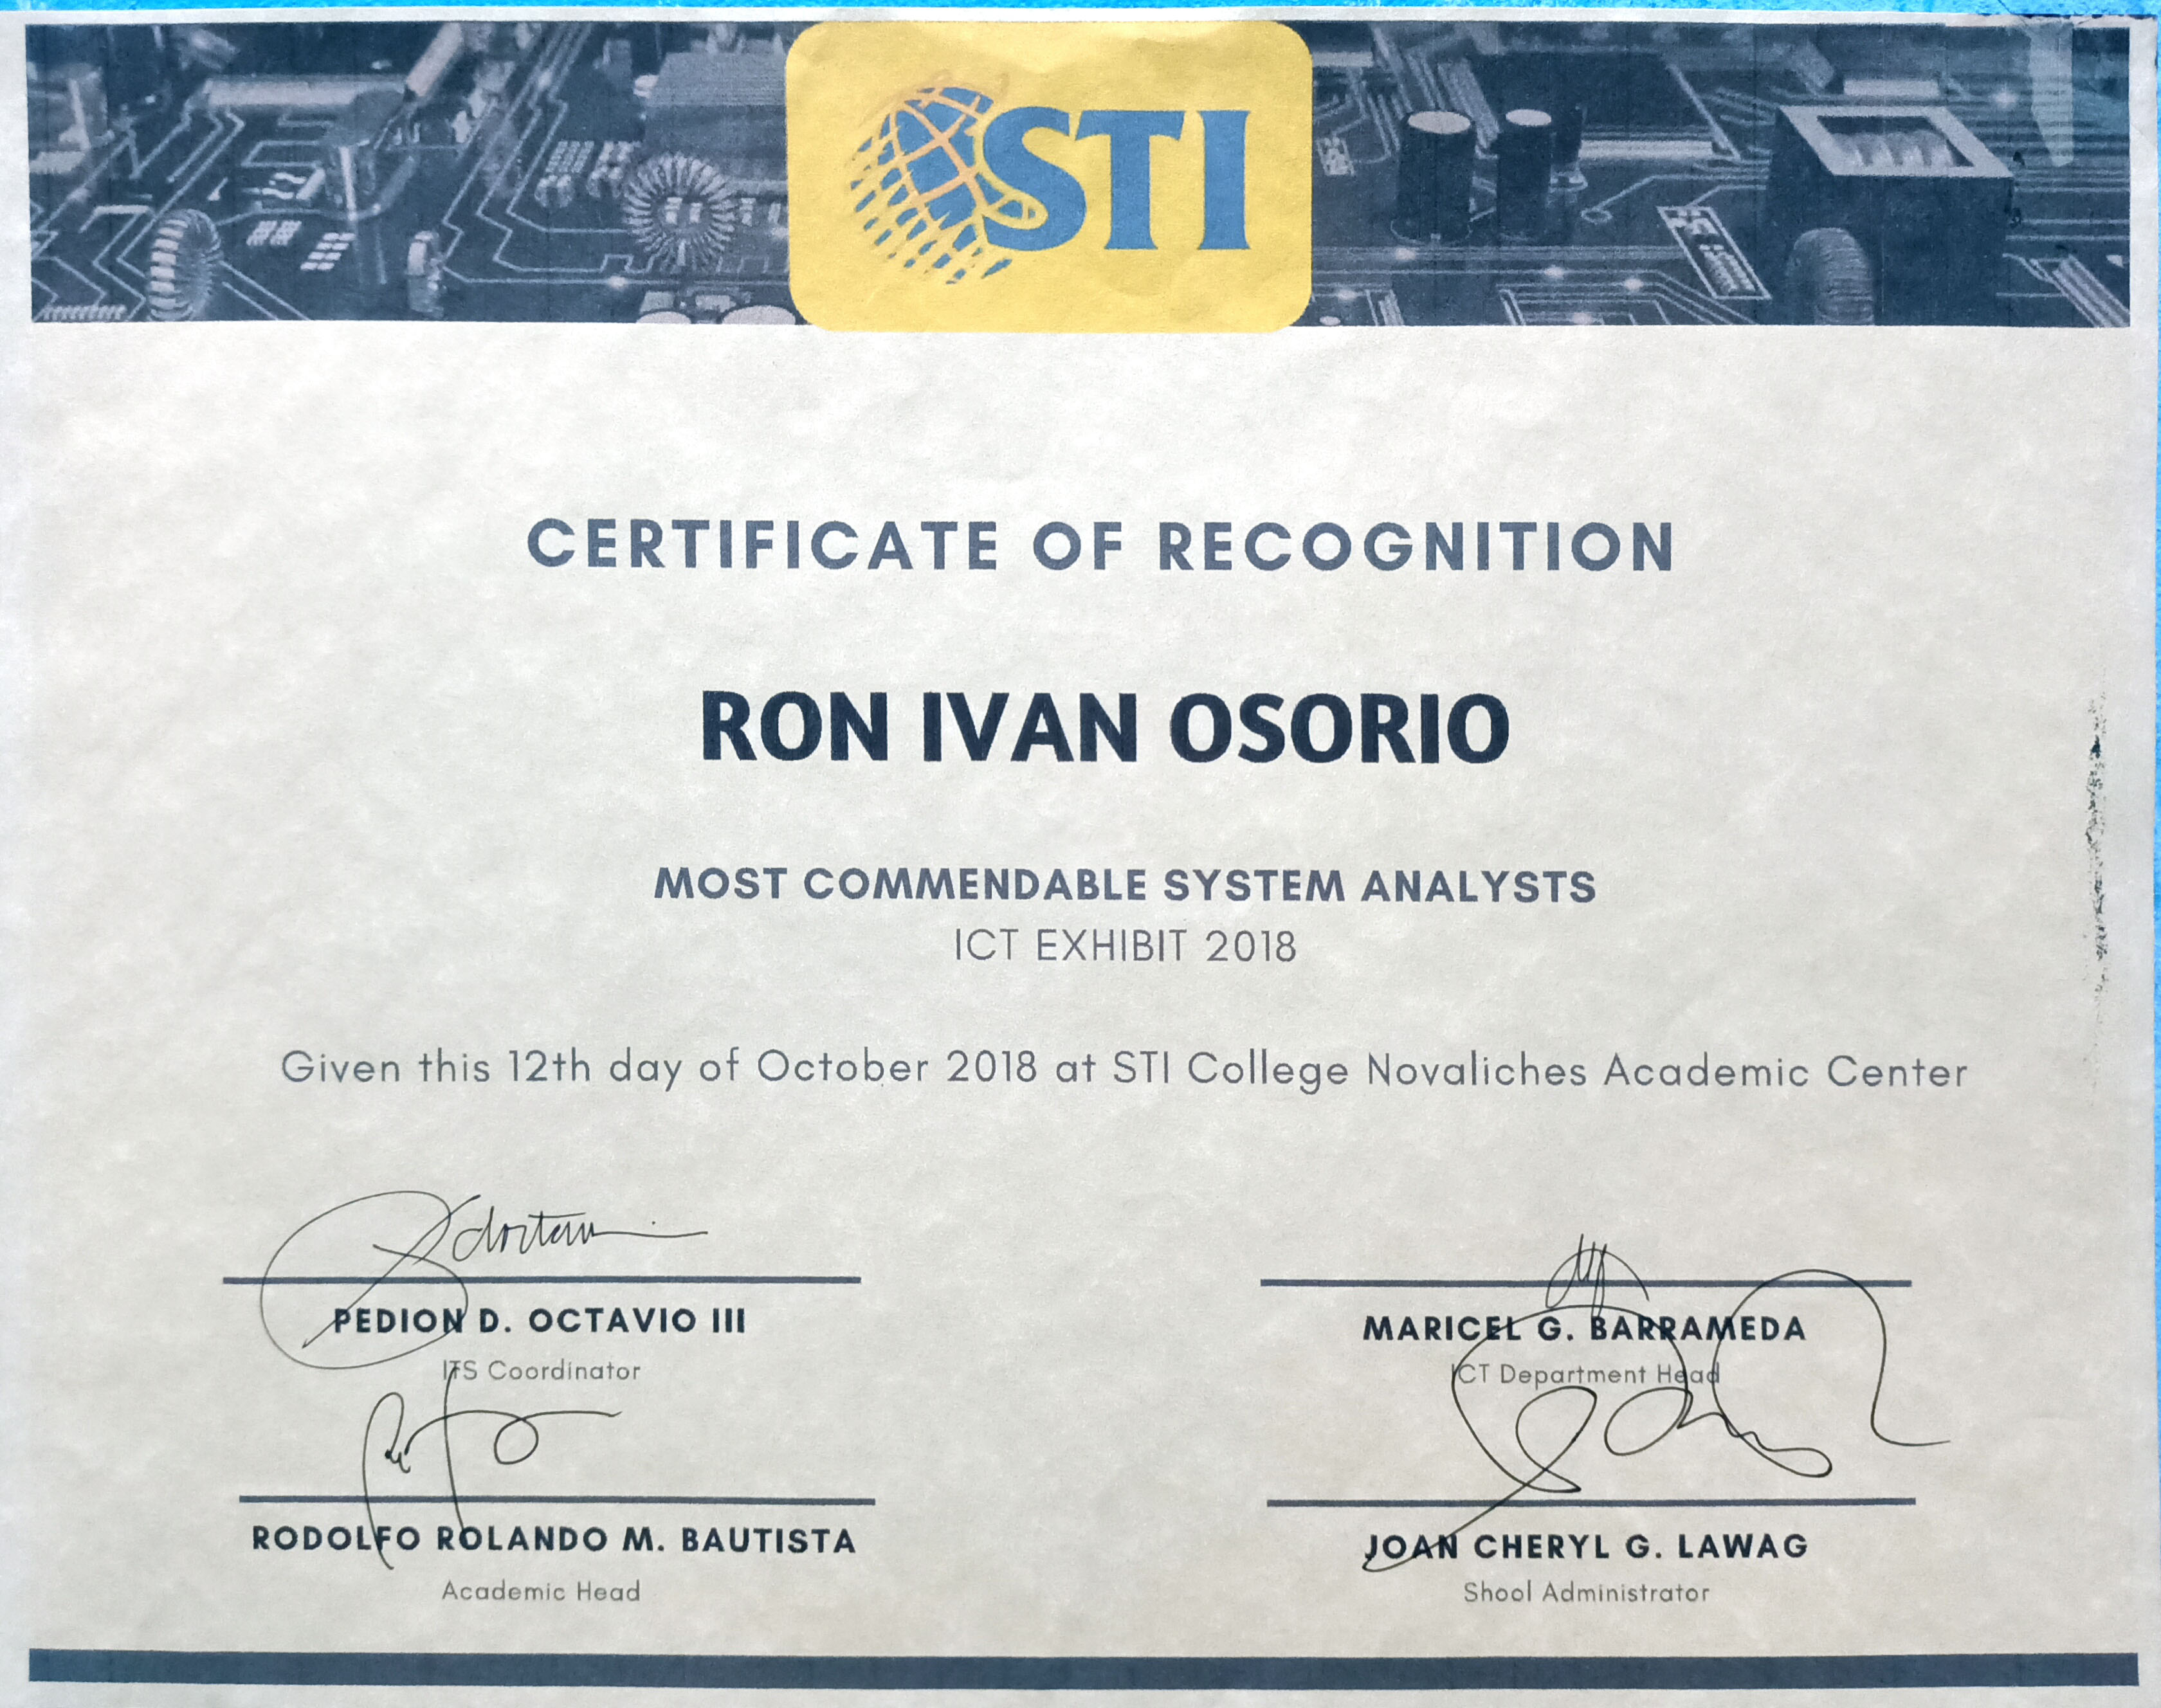 STI
CERTIFICATE OF RECOGNITION
RON IVAN OSORIO
MOST COMMENDABLE SYSTEM ANALYSTS
ICT EXHIBIT 2018
Given this 12th day of October 2018 at STI College Novaliches Academic Center
PEDION D. OCTAVIO III
ITS Coordinator
MARICEL G. BARRAMEDA
ICT Department Head
RODOLFO ROLANDO M. BAUTISTA
Academic Head
JOAN CHERYL G. LAWAG
Shool Administrator